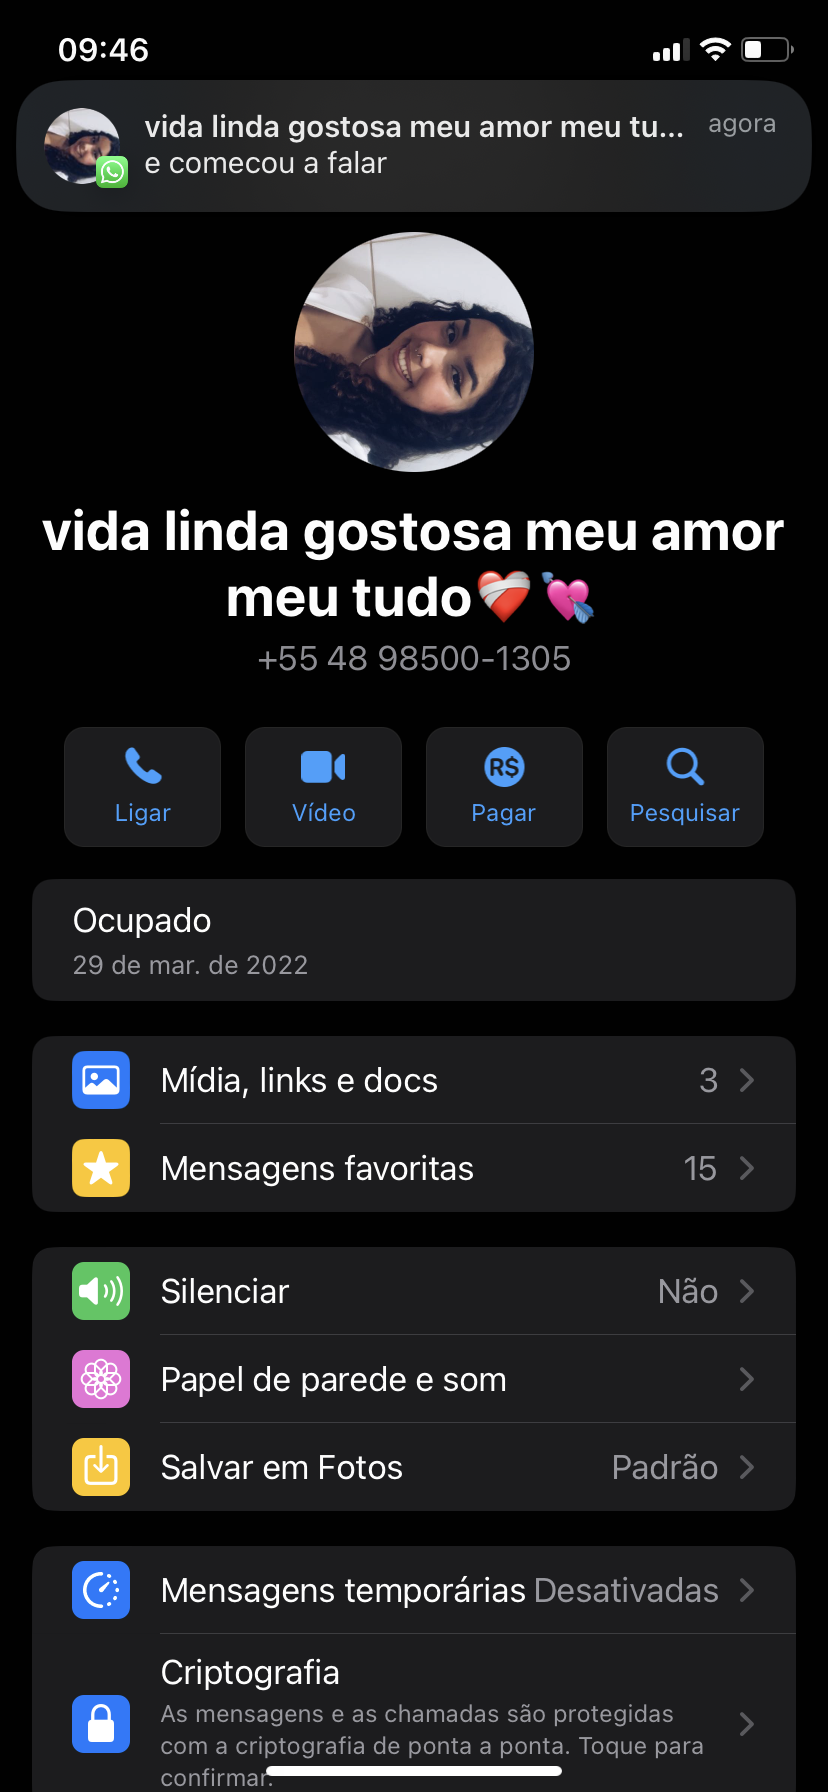 09:46
vida linda gostosa meu amor meu tu...
agora
e comecou a falar
vida linda gostosa meu amor
meu tudo❤️‍🩹💘
+55 48 98500-1305
Ligar
Vídeo
R$
Pagar
Pesquisar
Ocupado
29 de mar. de 2022
Mídia, links e docs
3
Mensagens favoritas
15
Silenciar
Não
Papel de parede e som
Salvar em Fotos
Padrão
Mensagens temporárias
Desativadas
Criptografia
As mensagens e as chamadas são protegidas
com a criptografia de ponta a ponta. Toque para
confirmar.